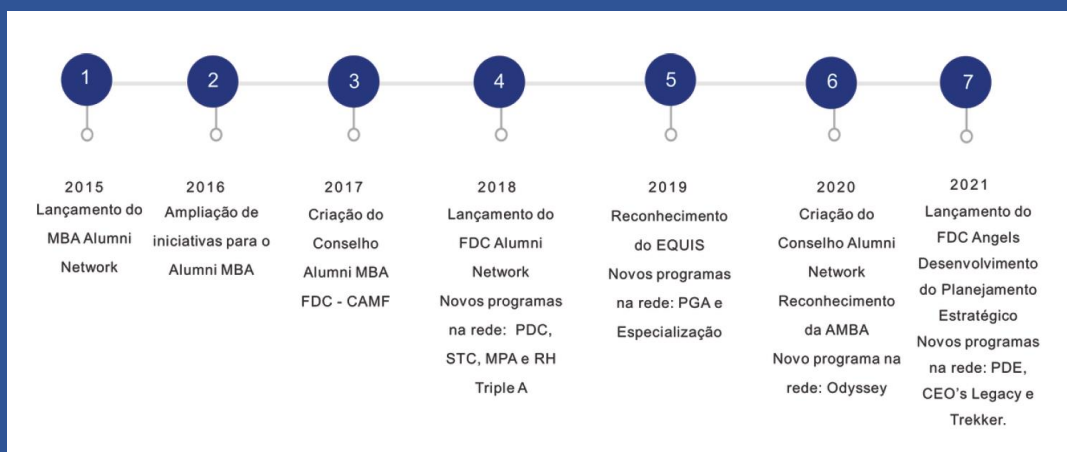 1
2015
Lançamento do
MBA Alumni
Network
2
2016
Ampliação de
iniciativas para o
Alumni MBA
3
2017
Criação do
Conselho
Alumni MBA
FDC - CAMF
4
2018
Lançamento do
FDC Alumni
Network
Novos programas
na rede: PDC,
STC, MPA e RH
Triple A
5
2019
Reconhecimento
do EQUIS
Novos programas
na rede: PGA e
Especialização
6
2020
Criação do
Conselho Alumni
Network
Reconhecimento
da AMBA
Novo programa na
rede: Odyssey
7
2021
Lançamento do
FDC Angels
Desenvolvimento
do Planejamento
Estratégico
Novos programas
na rede: PDE,
CEO's Legacy e
Trekker.